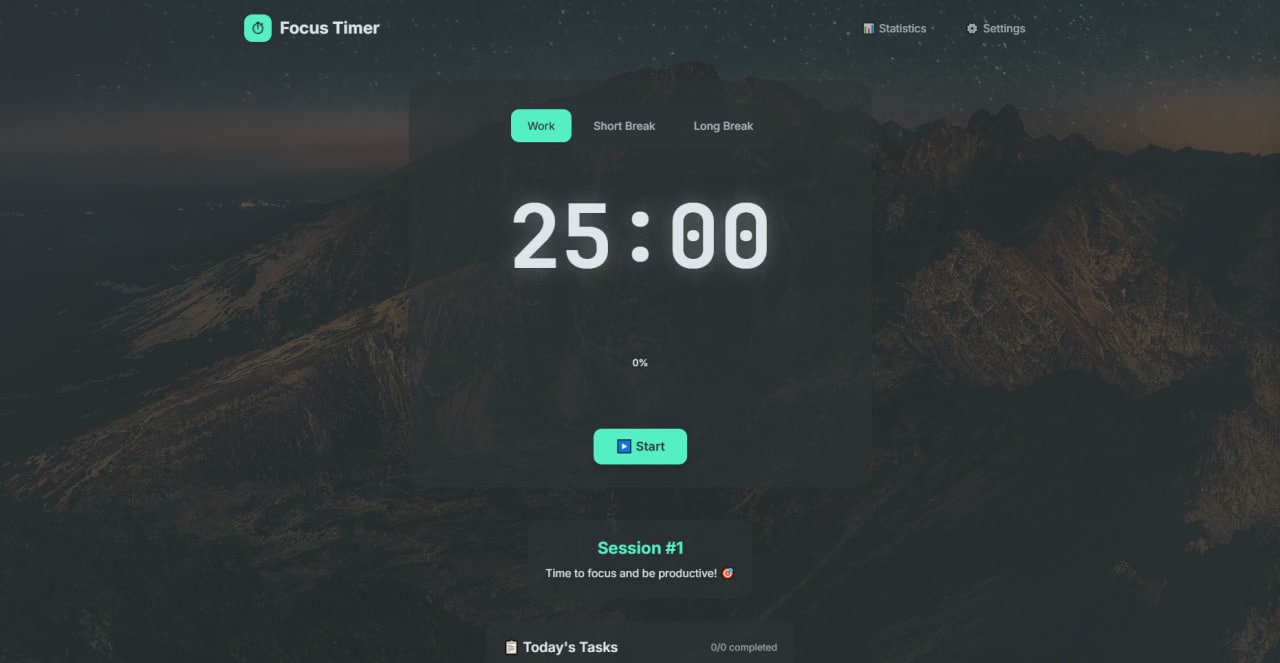 Focus Timer
Statistics
Settings
Work
Short Break
Long Break
25:00
0%
Start
Session #1
Time to focus and be productive! 🎯
Today's Tasks
0/0 completed